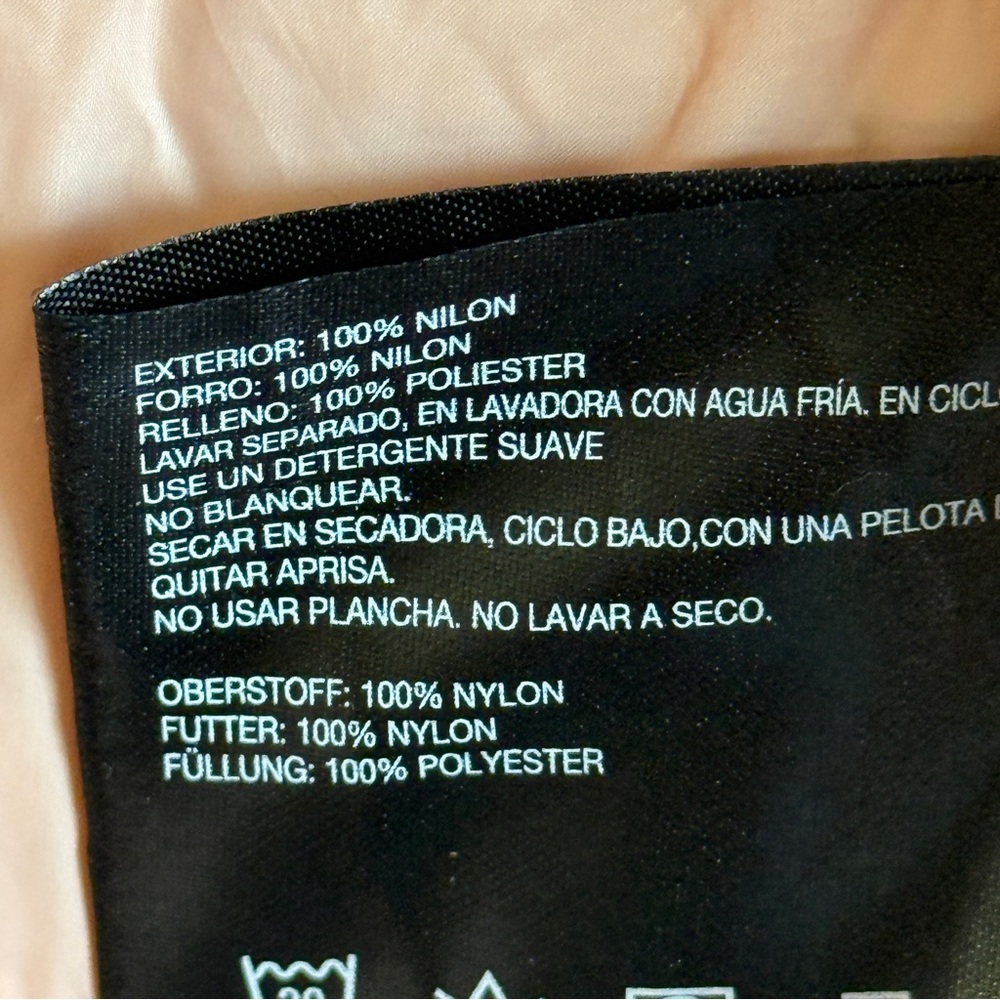 EXTERIOR: 100% NILON
FORRO: 100% NILON
RELLENO: 100% POLIESTER
LAVAR SEPARADO, EN LAVADORA CON AGUA FRÍA. EN CICL
USE UN DETERGENTE SUAVE
NO BLANQUEAR.
SECAR EN SECADORA, CICLO BAJO,CON UNA PELOTA
QUITAR APRISA.
NO USAR PLANCHA. NO LAVAR A SECO.
OBERSTOFF: 100% NYLON
FUTTER: 100% NYLON
FÜLLUNG: 100% POLYESTER